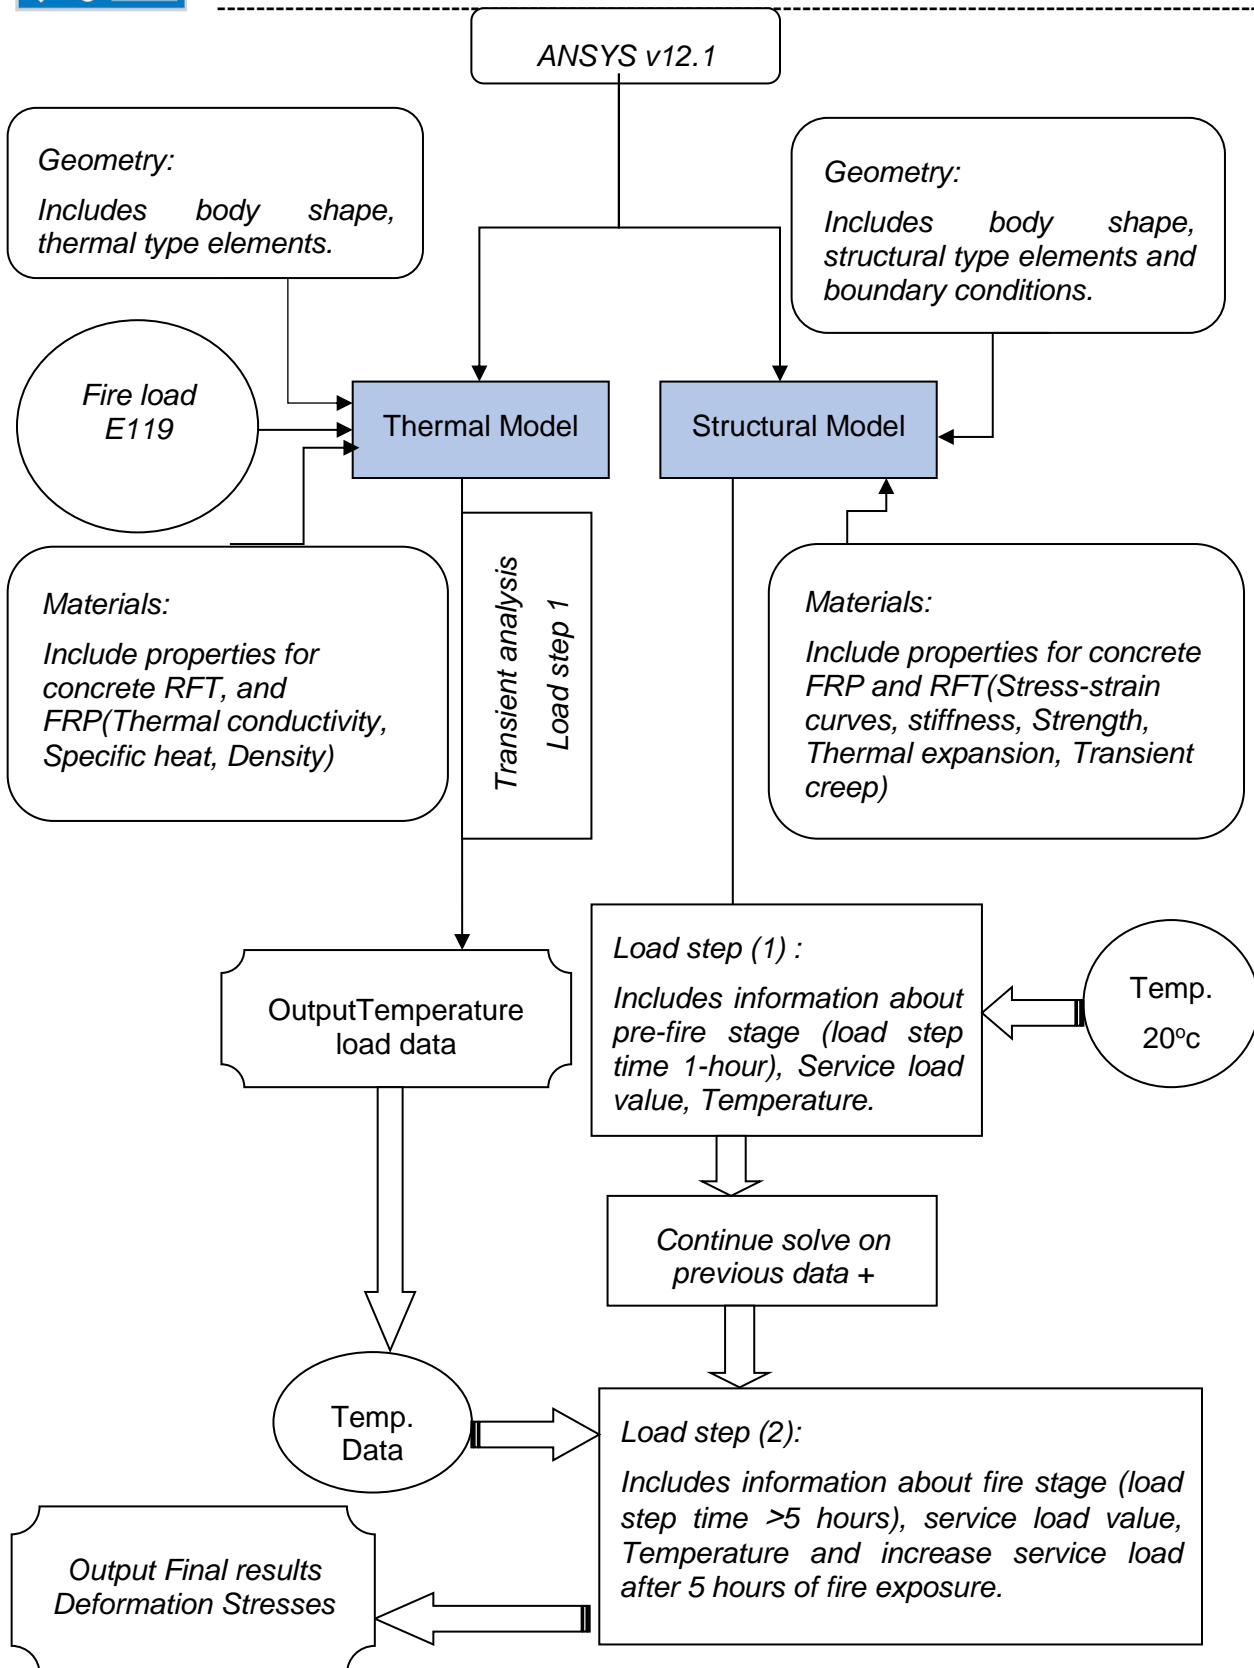 ANSYS v12.1
Geometry:
Includes body shape,
thermal type elements.
Geometry:
Includes body shape,
structural type elements and
boundary conditions.
Fire load
E119
Thermal Model
Structural Model
Materials:
Include properties for
concrete RFT, and
FRP(Thermal conductivity,
Specific heat, Density)
Transient analysis
Load step 1
Materials:
Include properties for concrete
FRP and RFT(Stress-strain
curves, stiffness, Strength,
Thermal expansion, Transient
creep)
OutputTemperature
load data
Load step (1) :
Includes information about
pre-fire stage (load step
time 1-hour), Service load
value, Temperature.
Temp.
20ºc
Continue solve on
previous data +
Temp.
Data
Load step (2):
Includes information about fire stage (load
step time >5 hours), service load value,
Temperature and increase service load
after 5 hours of fire exposure.
Output Final results
Deformation Stresses